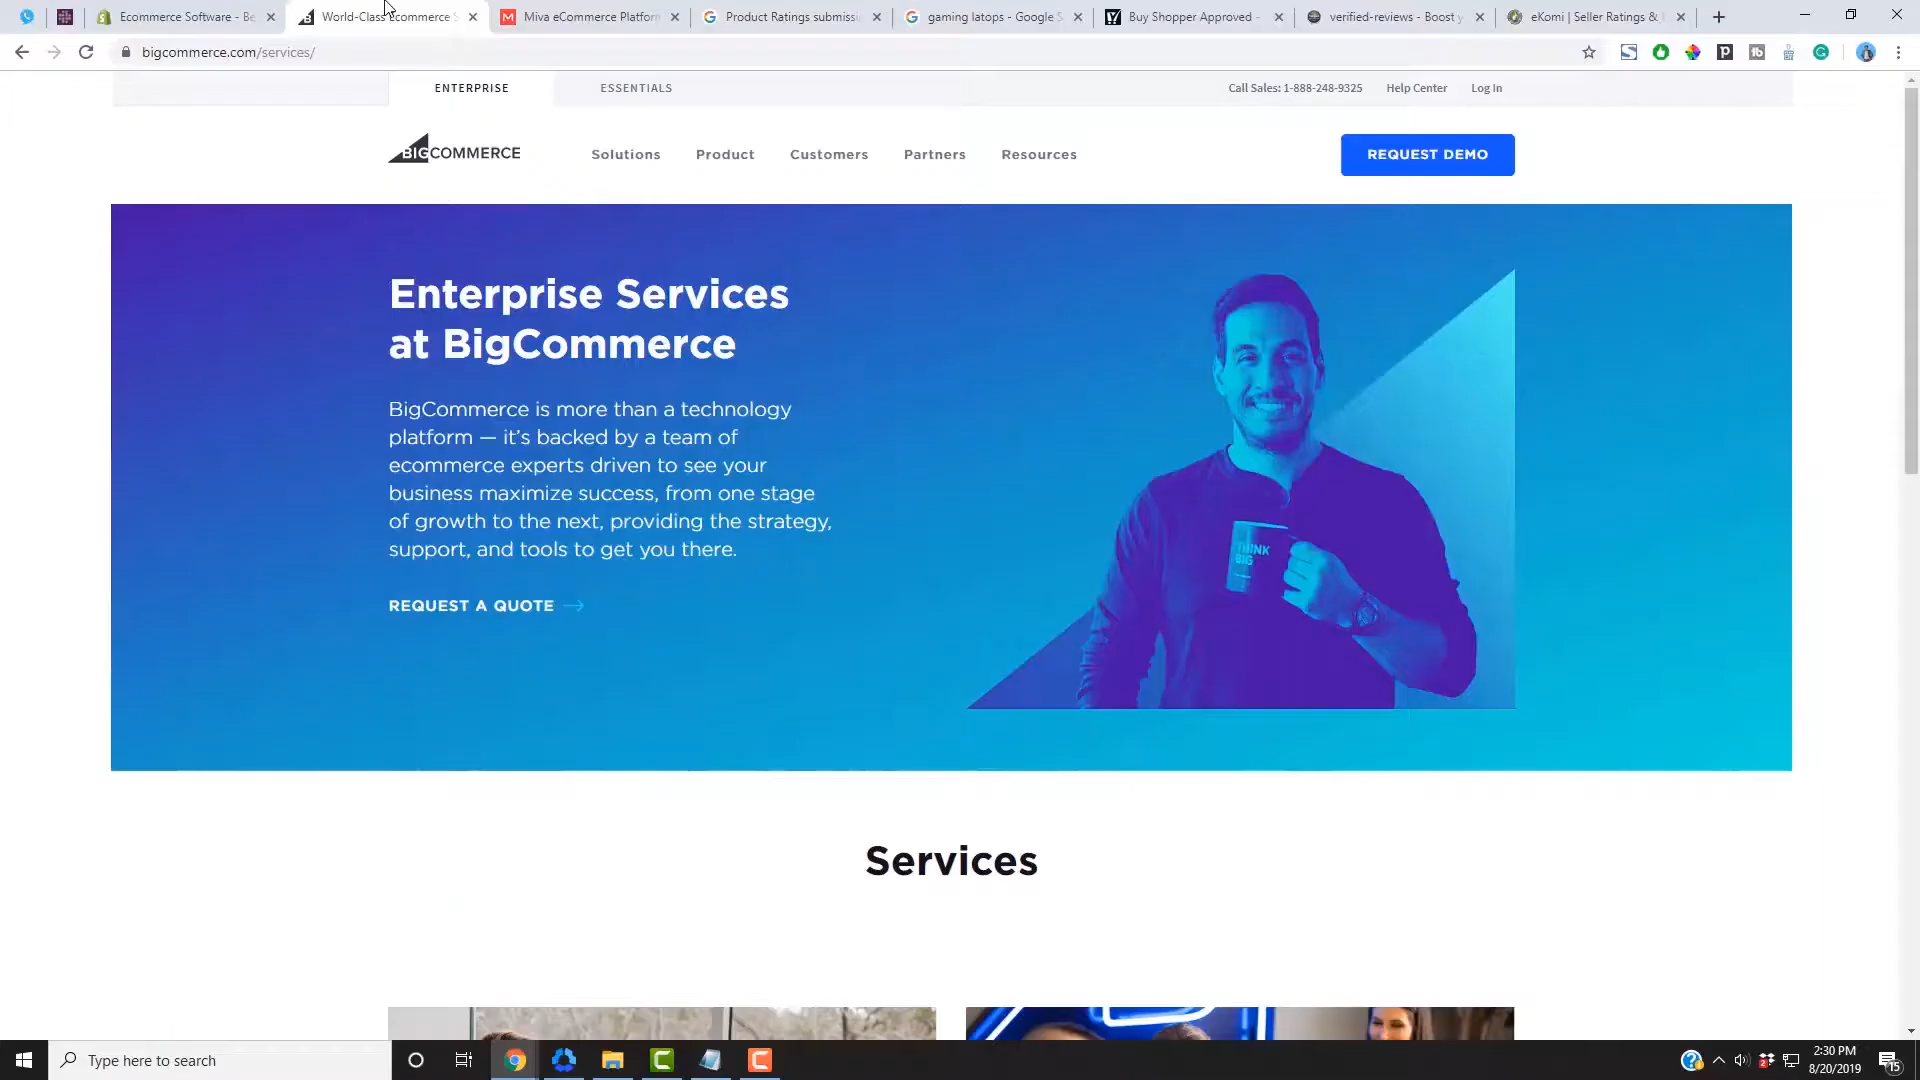 Ecommerce Software - Be
World-Class Ecommerce S
Miva eCommerce Platform
Product Ratings submissi
gaming latops - Google S
Buy Shopper Approved -
verified-reviews - Boost y
eKomi | Seller Ratings &
bigcommerce.com/services/
ENTERPRISE
ESSENTIALS
Call Sales: 1-888-248-9325
Help Center
Log In
BIGCOMMERCE
Solutions
Product
Customers
Partners
Resources
REQUEST DEMO
Enterprise Services
at BigCommerce
BigCommerce is more than a technology
platform — it's backed by a team of
ecommerce experts driven to see your
business maximize success, from one stage
of growth to the next, providing the strategy,
support, and tools to get you there.
REQUEST A QUOTE
THINK
BIG
Services
Type here to search
2:30 PM
8/20/2019
15